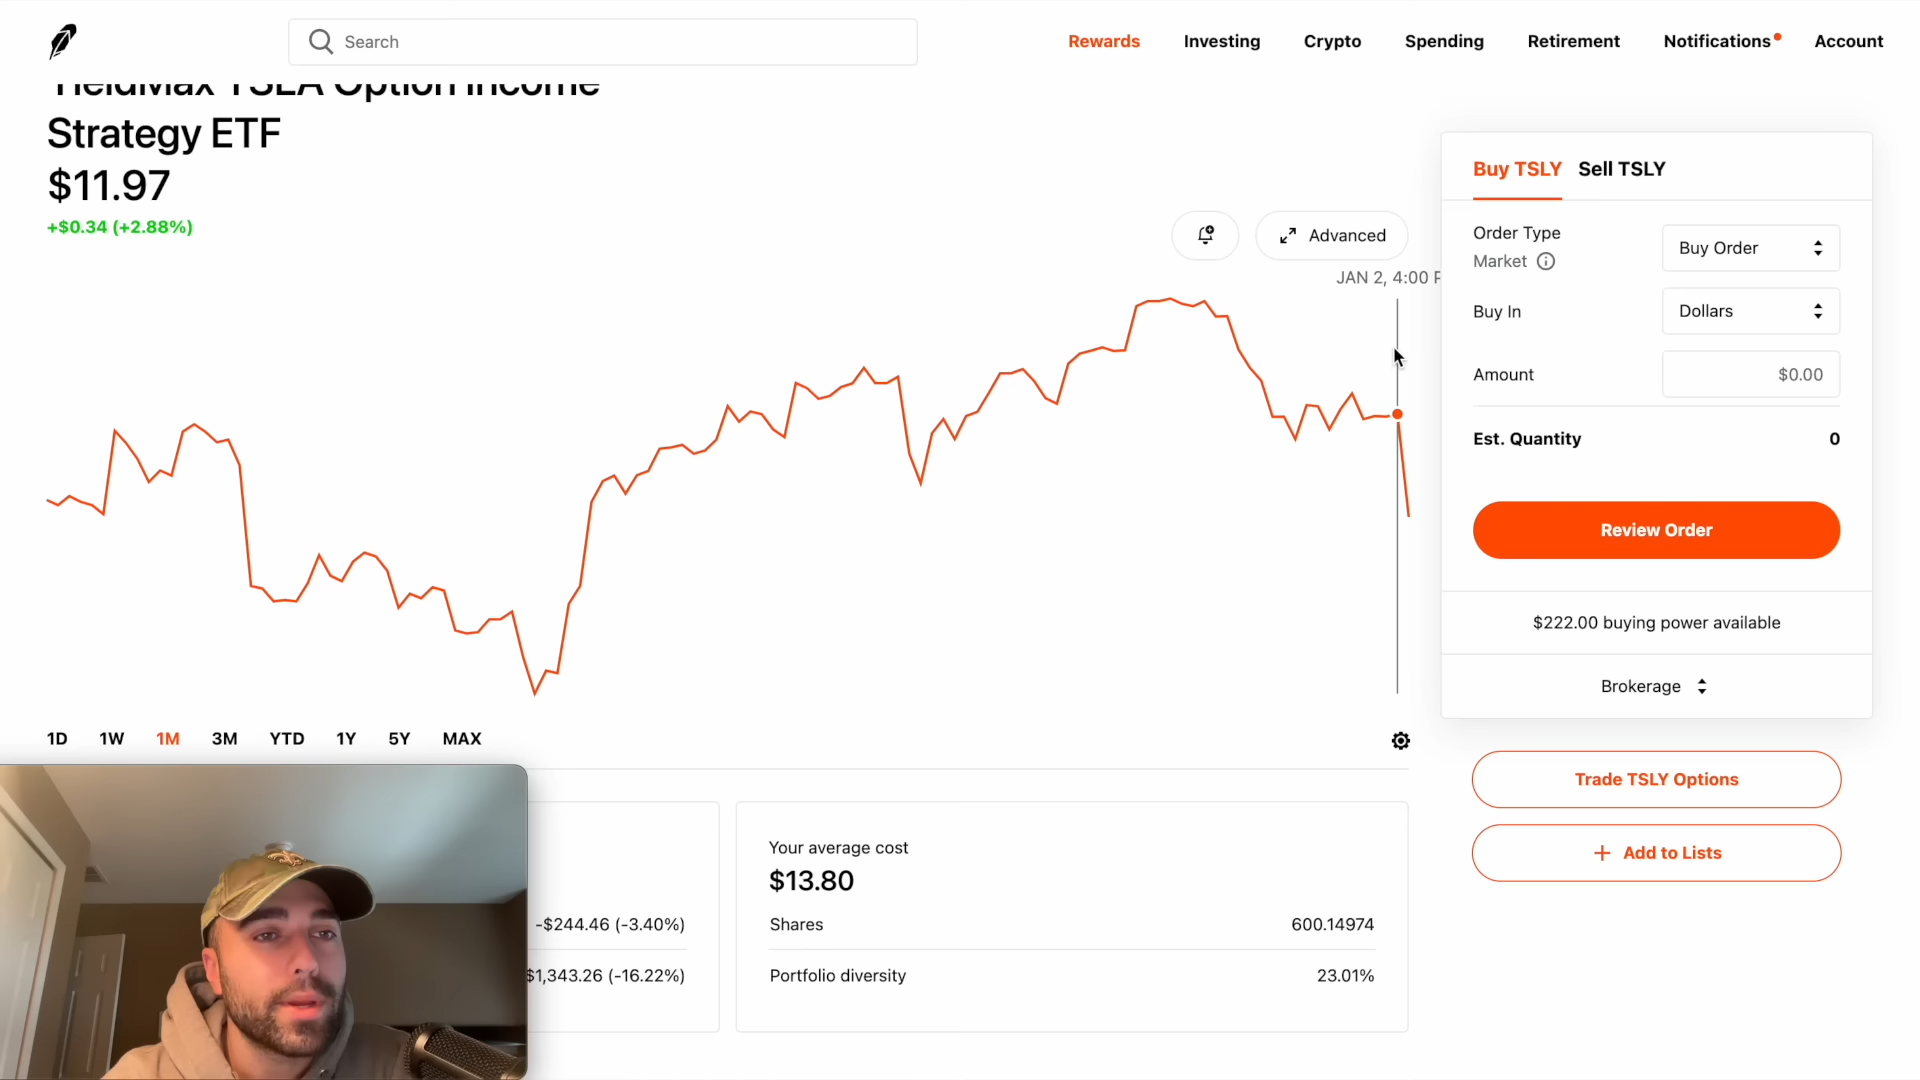 Search
Rewards
Investing
Crypto
Spending
Retirement
Notifications
Account
YieldMax TSLA Option Income
Strategy ETF
$11.97
+$0.34 (+2.88%)
Advanced
JAN 2, 4:00 P
Buy TSLY
Sell TSLY
Order Type
Market
Buy Order
Buy In
Dollars
Amount
$0.00
Est. Quantity
0
Review Order
$222.00 buying power available
Brokerage
1D
1W
1M
3M
YTD
1Y
5Y
MAX
Trade TSLY Options
+ Add to Lists
-$244.46 (-3.40%)
$1,343.26 (-16.22%)
Your average cost
$13.80
Shares
600.14974
Portfolio diversity
23.01%